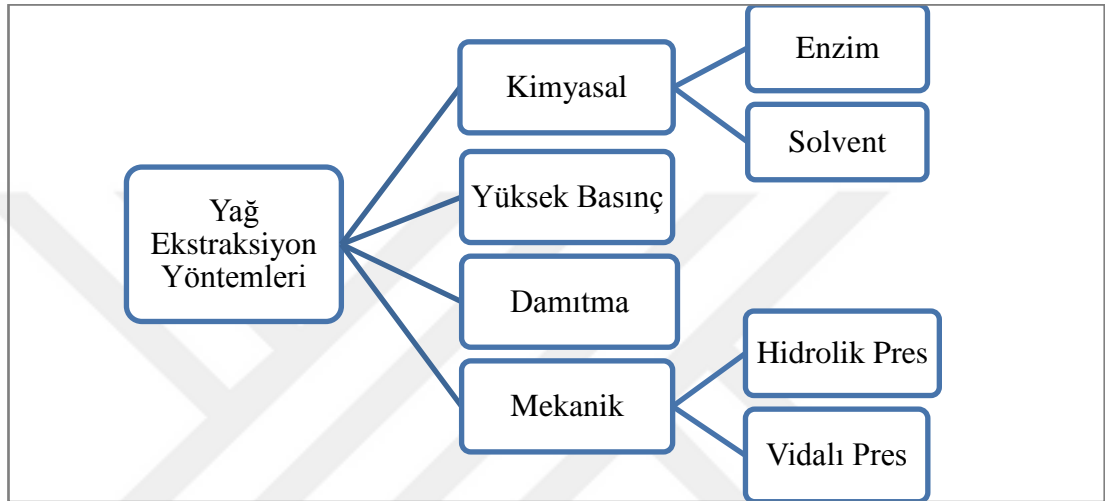 Yağ
Ekstraksiyon
Yöntemleri
Kimyasal
Enzim
Solvent
Yüksek Basınç
Damıtma
Mekanik
Hidrolik Pres
Vidalı Pres